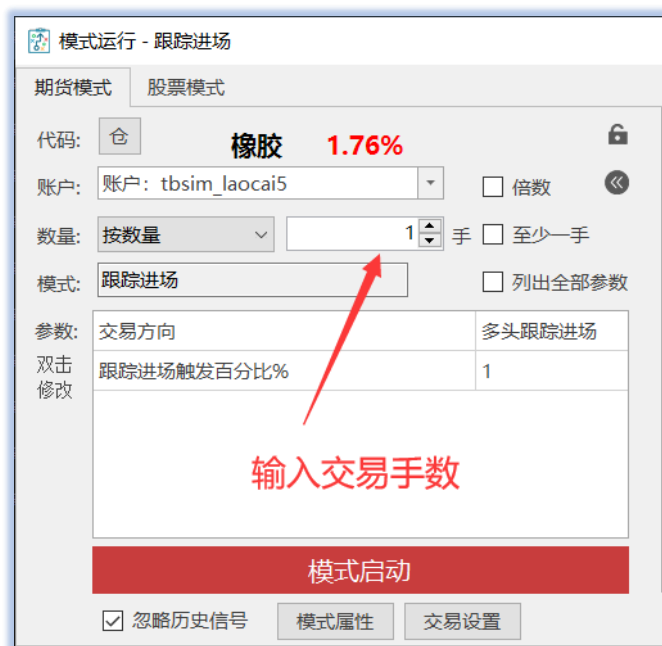 模式运行 - 跟踪进场
期货模式 股票模式
代码: 仓 橡胶 1.76%
账户: 账户：tbsim_laocai5 倍数
数量: 按数量 1 手 至少一手
模式: 跟踪进场 列出全部参数
参数: 交易方向 多头跟踪进场
双击
修改
跟踪进场触发百分比% 1
输入交易手数
模式启动
忽略历史信号 模式属性 交易设置